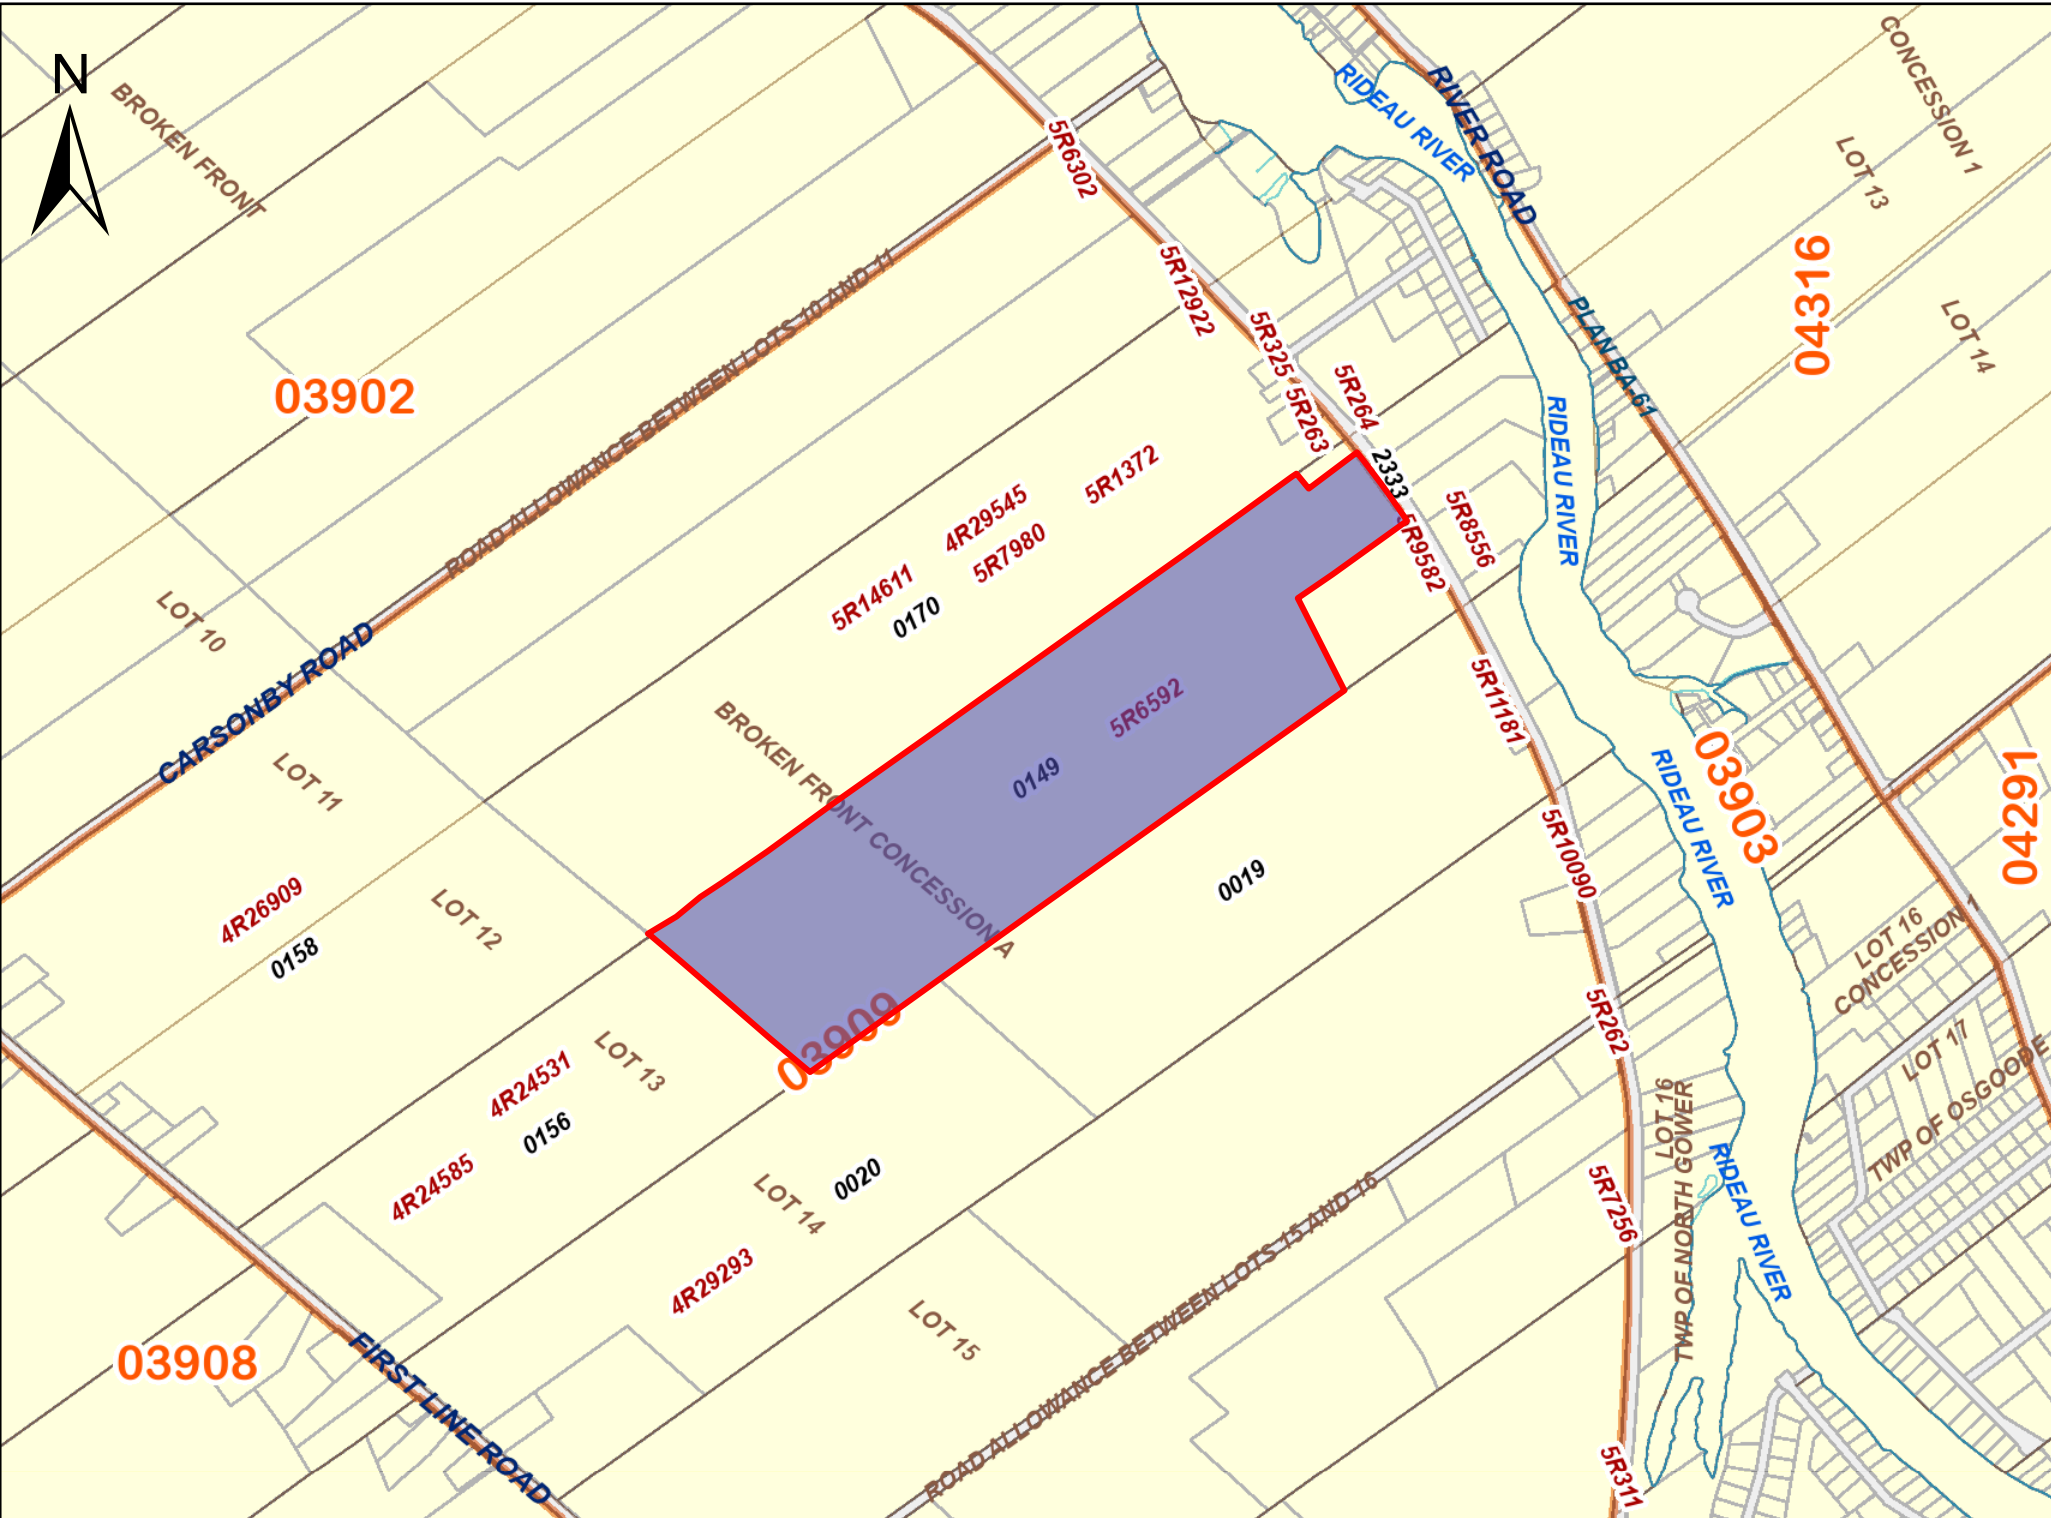 N
BROKEN FRONT
CONCESSION 1
RIDEAU RIVER
RIVER ROAD
LOT 13
5R6302
04316
5R12922
ROAD ALLOWANCE BETWEEN LOTS 10 AND 11
5R325
PLAN BA-61
LOT 14
03902
5R264
5R263
RIDEAU RIVER
2333
5R1372
4R29545
5R7980
5R8556
5R9582
5R14611
0170
LOT 10
CARSONBY ROAD
5R6592
5R11181
BROKEN FRONT CONCESSION A
0149
LOT 11
RIDEAU RIVER
03903
04291
5R10090
0019
4R26909
0158
LOT 12
LOT 16
CONCESSION 1
03909
5R262
LOT 13
4R24531
0156
LOT 17
TWP OF OSGOODE
LOT 16
TWP OF NORTH GOWER
4R24585
LOT 14
0020
5R7256
RIDEAU RIVER
4R29293
ROAD ALLOWANCE BETWEEN LOTS 15 AND 16
LOT 15
03908
FIRST LINE ROAD
5R311